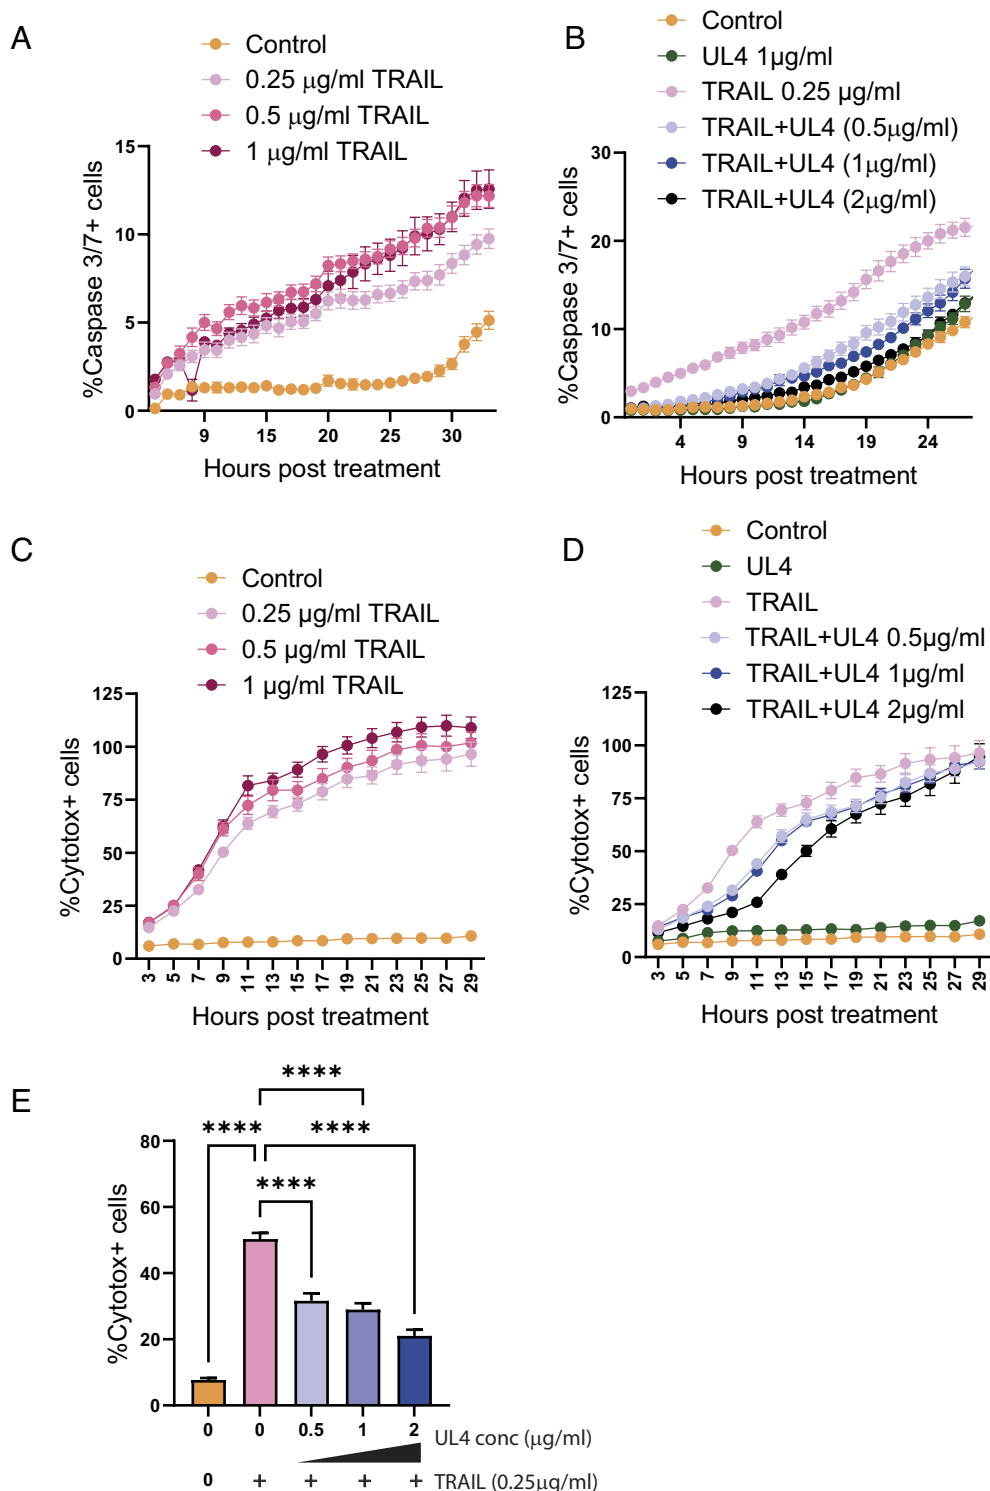 A
Control
0.25 μg/ml TRAIL
0.5 μg/ml TRAIL
1 μg/ml TRAIL
%Caspase 3/7+ cells
15
10
5
0
9 15 20 25 30
Hours post treatment
B
Control
UL4 1μg/ml
TRAIL 0.25 μg/ml
TRAIL+UL4 (0.5μg/ml)
TRAIL+UL4 (1μg/ml)
TRAIL+UL4 (2μg/ml)
%Caspase 3/7+ cells
30
20
10
0
4 9 14 19 24
Hours post treatment
C
Control
0.25 μg/ml TRAIL
0.5 μg/ml TRAIL
1 μg/ml TRAIL
%Cytotox+ cells
125
100
75
50
25
0
3 5 7 9 11 13 15 17 19 21 23 25 27 29
Hours post treatment
D
Control
UL4
TRAIL
TRAIL+UL4 0.5μg/ml
TRAIL+UL4 1μg/ml
TRAIL+UL4 2μg/ml
%Cytotox+ cells
125
100
75
50
25
0
3 5 7 9 11 13 15 17 19 21 23 25 27 29
Hours post treatment
E
****
**** ****
****
%Cytotox+ cells
80
60
40
20
0
0 0 0.5 1 2 UL4 conc (μg/ml)
0 + + + + TRAIL (0.25μg/ml)